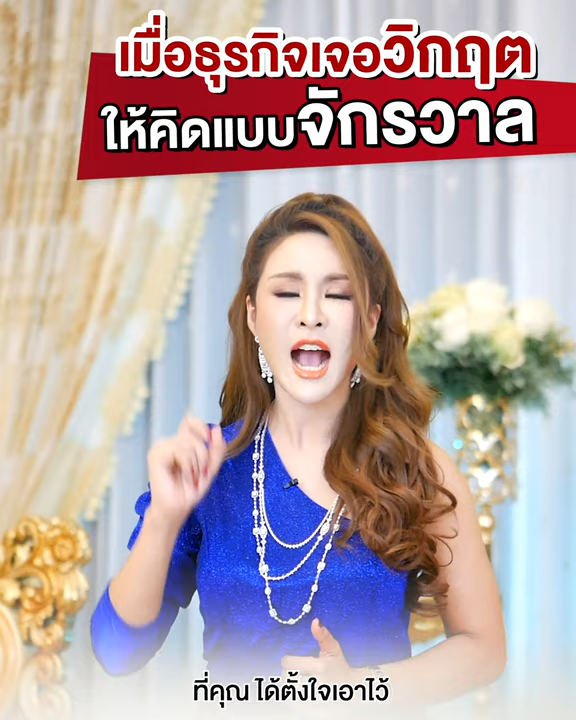 เมื่อธุรกิจเจอวิกฤต
ให้คิดแบบจักรวาล
ที่คุณ ได้ตั้งใจเอาไว้